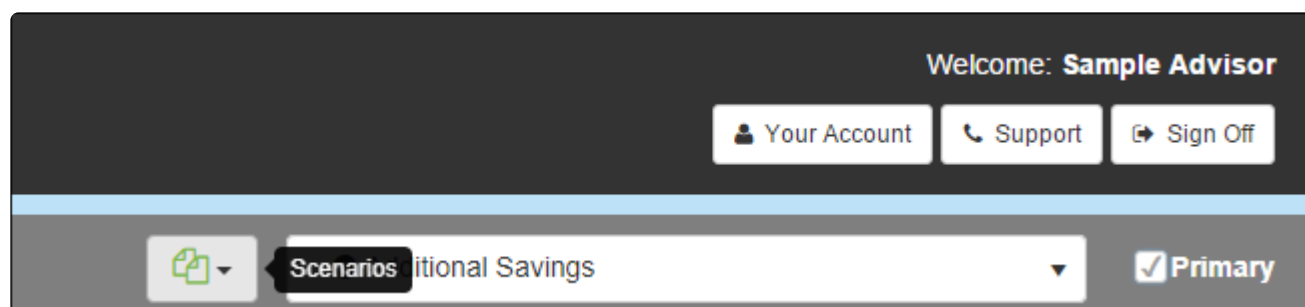 Welcome: Sample Advisor
Your Account Support Sign Off
Scenarios itional Savings Primary